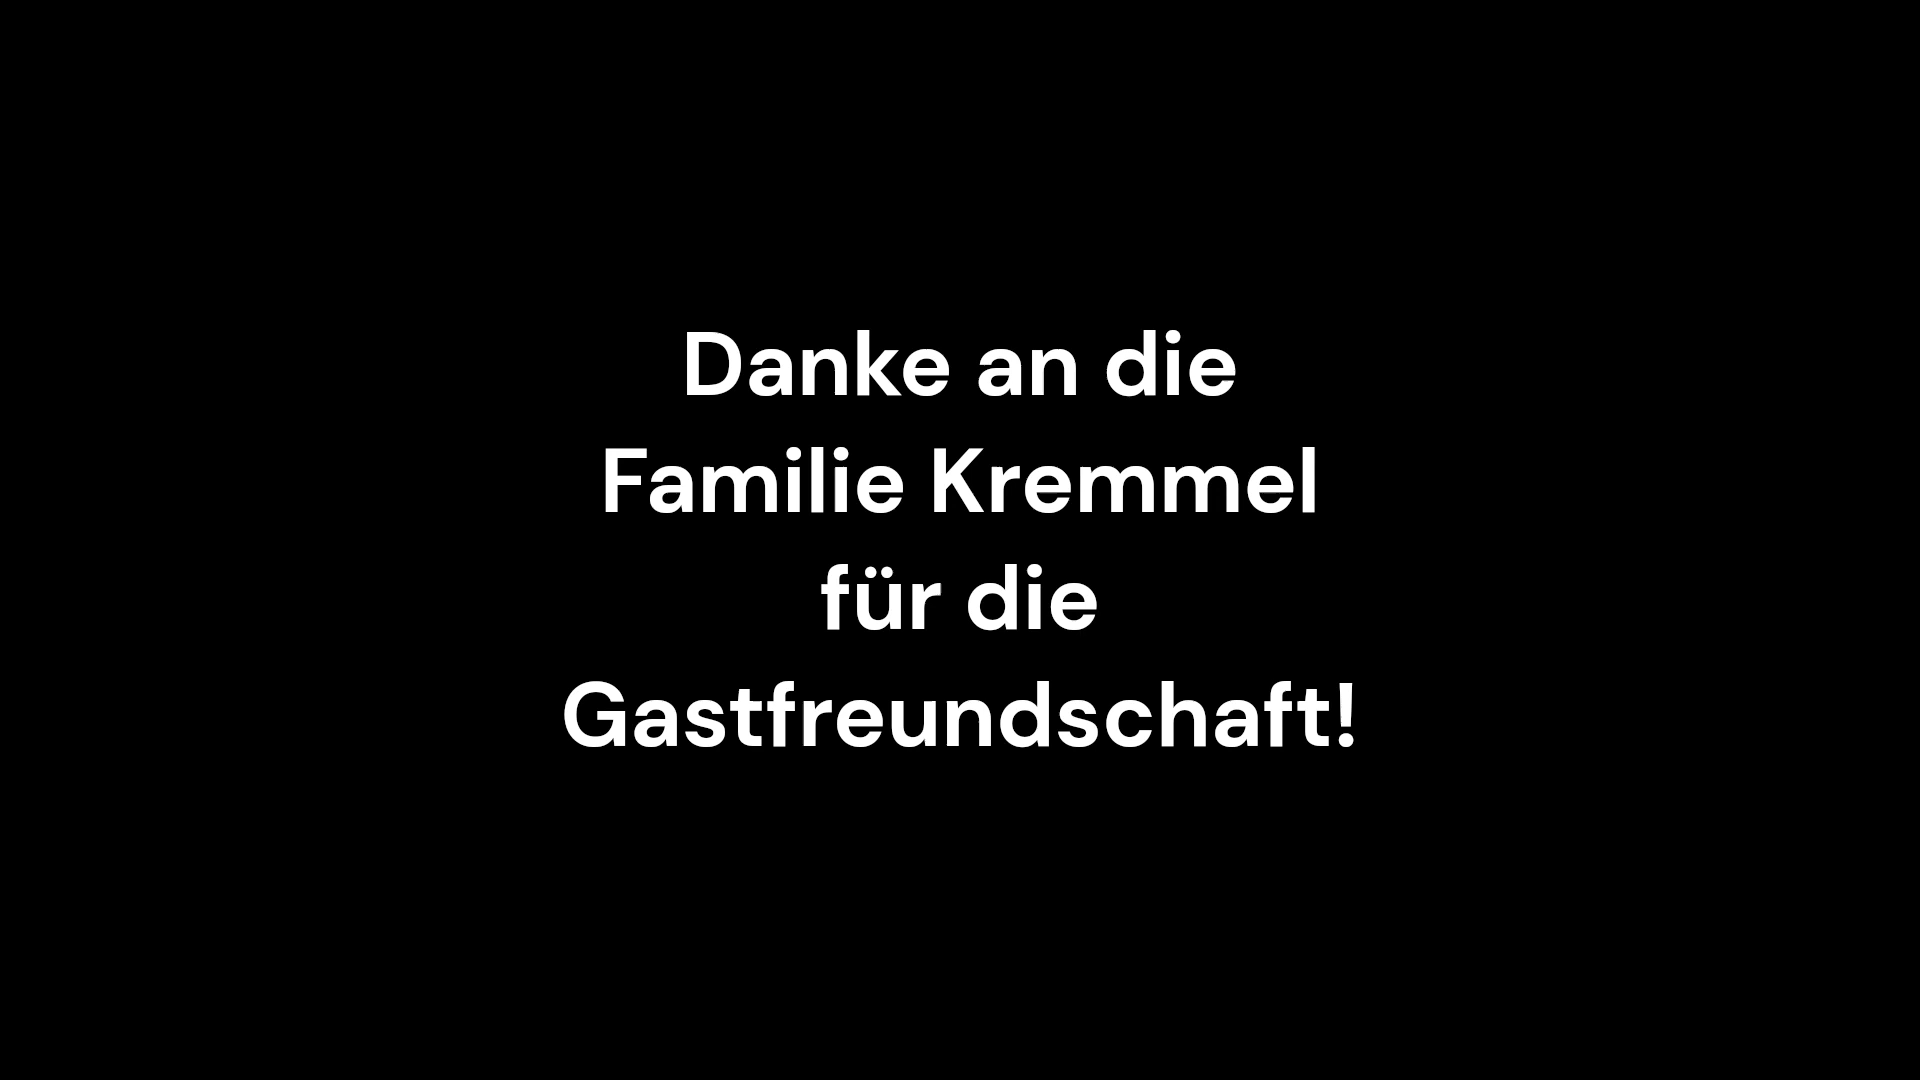 Danke an die
Familie Kremmel
für die
Gastfreundschaft!